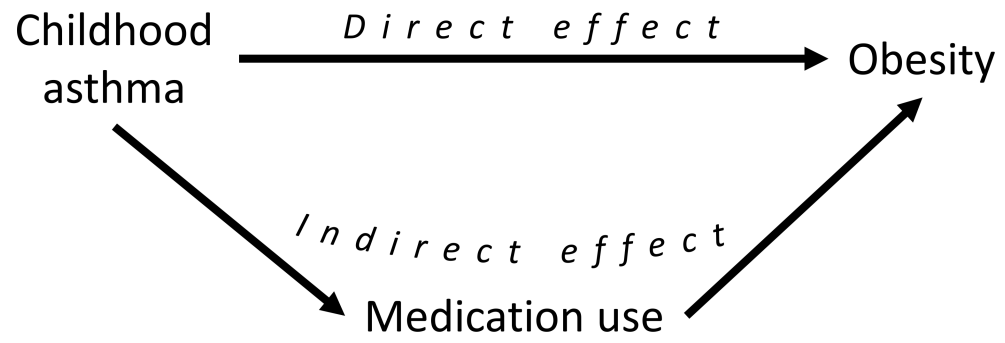 Childhood
asthma
Direct effect
Obesity
Indirect effect
Medication use